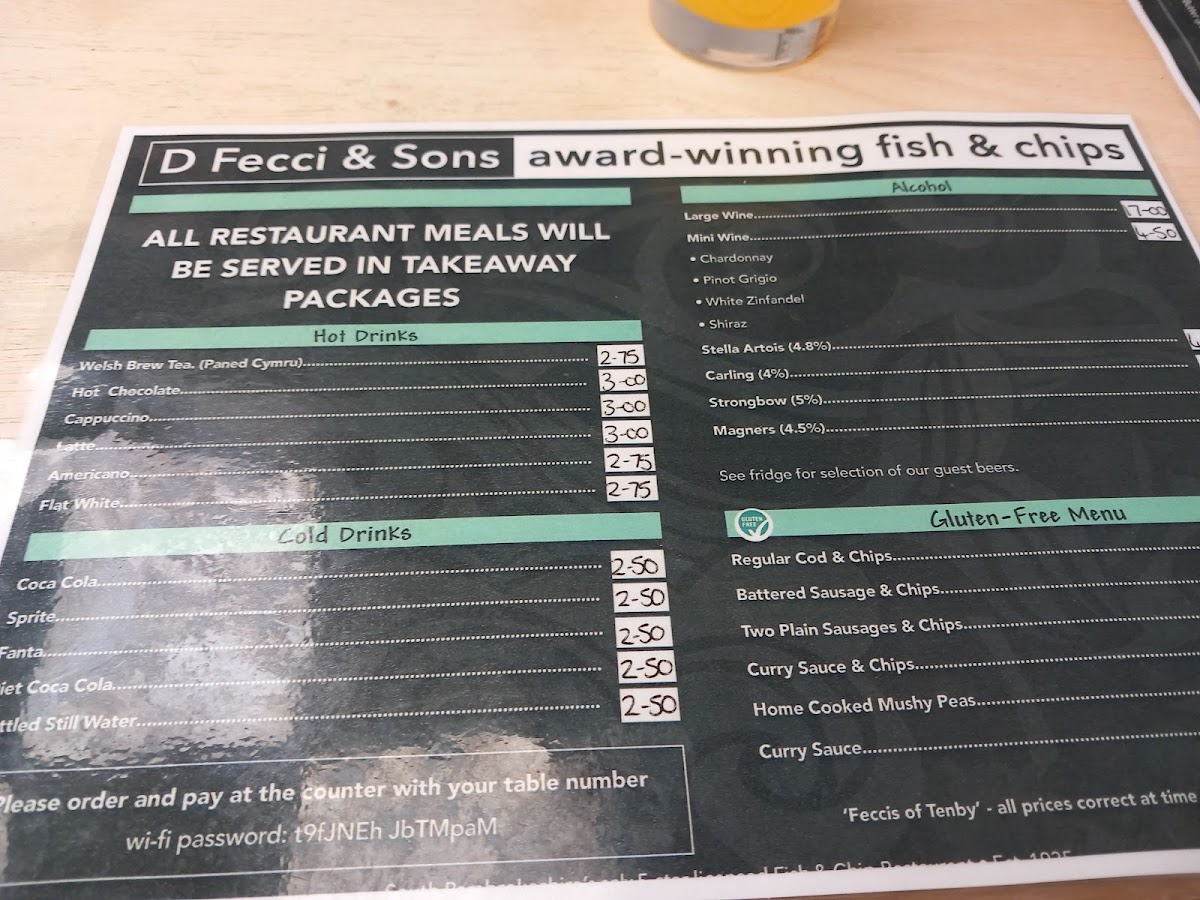 D Fecci & Sons award-winning fish & chips
ALL RESTAURANT MEALS WILL
BE SERVED IN TAKEAWAY
PACKAGES
Hot Drinks
Welsh Brew Tea. (Paned Cymru) 2-75
Hot Chocolate 3-00
Cappuccino 3-00
Latte 3-00
Americano 2-75
Flat White 2-75
Cold Drinks
Coca Cola 2-50
Sprite 2-50
Fanta 2-50
iet Coca Cola 2-50
ttled Still Water 2-50
Please order and pay at the counter with your table number
wi-fi password: t9fJNEh JbTMpaM
Alcohol
Large Wine 17-00
Mini Wine 4-50
• Chardonnay
• Pinot Grigio
• White Zinfandel
• Shiraz
Stella Artois (4.8%)
Carling (4%)
Strongbow (5%)
Magners (4.5%)
See fridge for selection of our guest beers.
GLUTEN FREE Gluten-Free Menu
Regular Cod & Chips
Battered Sausage & Chips
Two Plain Sausages & Chips
Curry Sauce & Chips
Home Cooked Mushy Peas
Curry Sauce
'Feccis of Tenby' - all prices correct at time